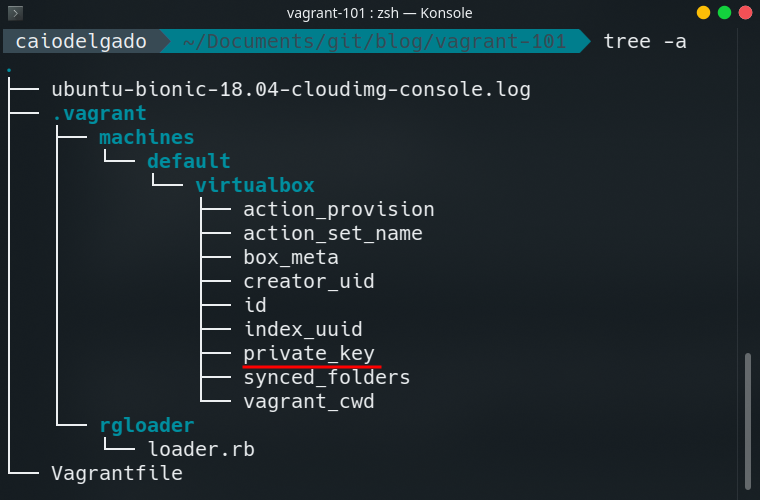 vagrant-101 : zsh — Konsole
caiodelgado ~/Documents/git/blog/vagrant-101 tree -a
.
├── ubuntu-bionic-18.04-cloudimg-console.log
├── .vagrant
│   ├── machines
│   │   └── default
│   │       └── virtualbox
│   │           ├── action_provision
│   │           ├── action_set_name
│   │           ├── box_meta
│   │           ├── creator_uid
│   │           ├── id
│   │           ├── index_uuid
│   │           ├── private_key
│   │           ├── synced_folders
│   │           └── vagrant_cwd
│   └── rgloader
│       └── loader.rb
└── Vagrantfile